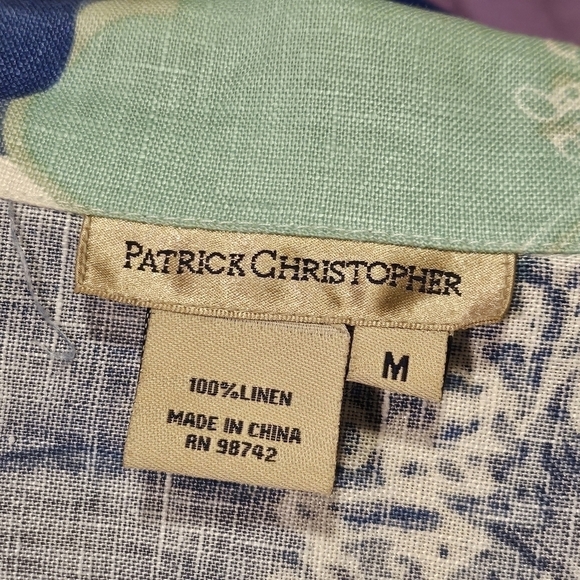 PATRICK CHRISTOPHER
M
100%LINEN
MADE IN CHINA
RN 98742